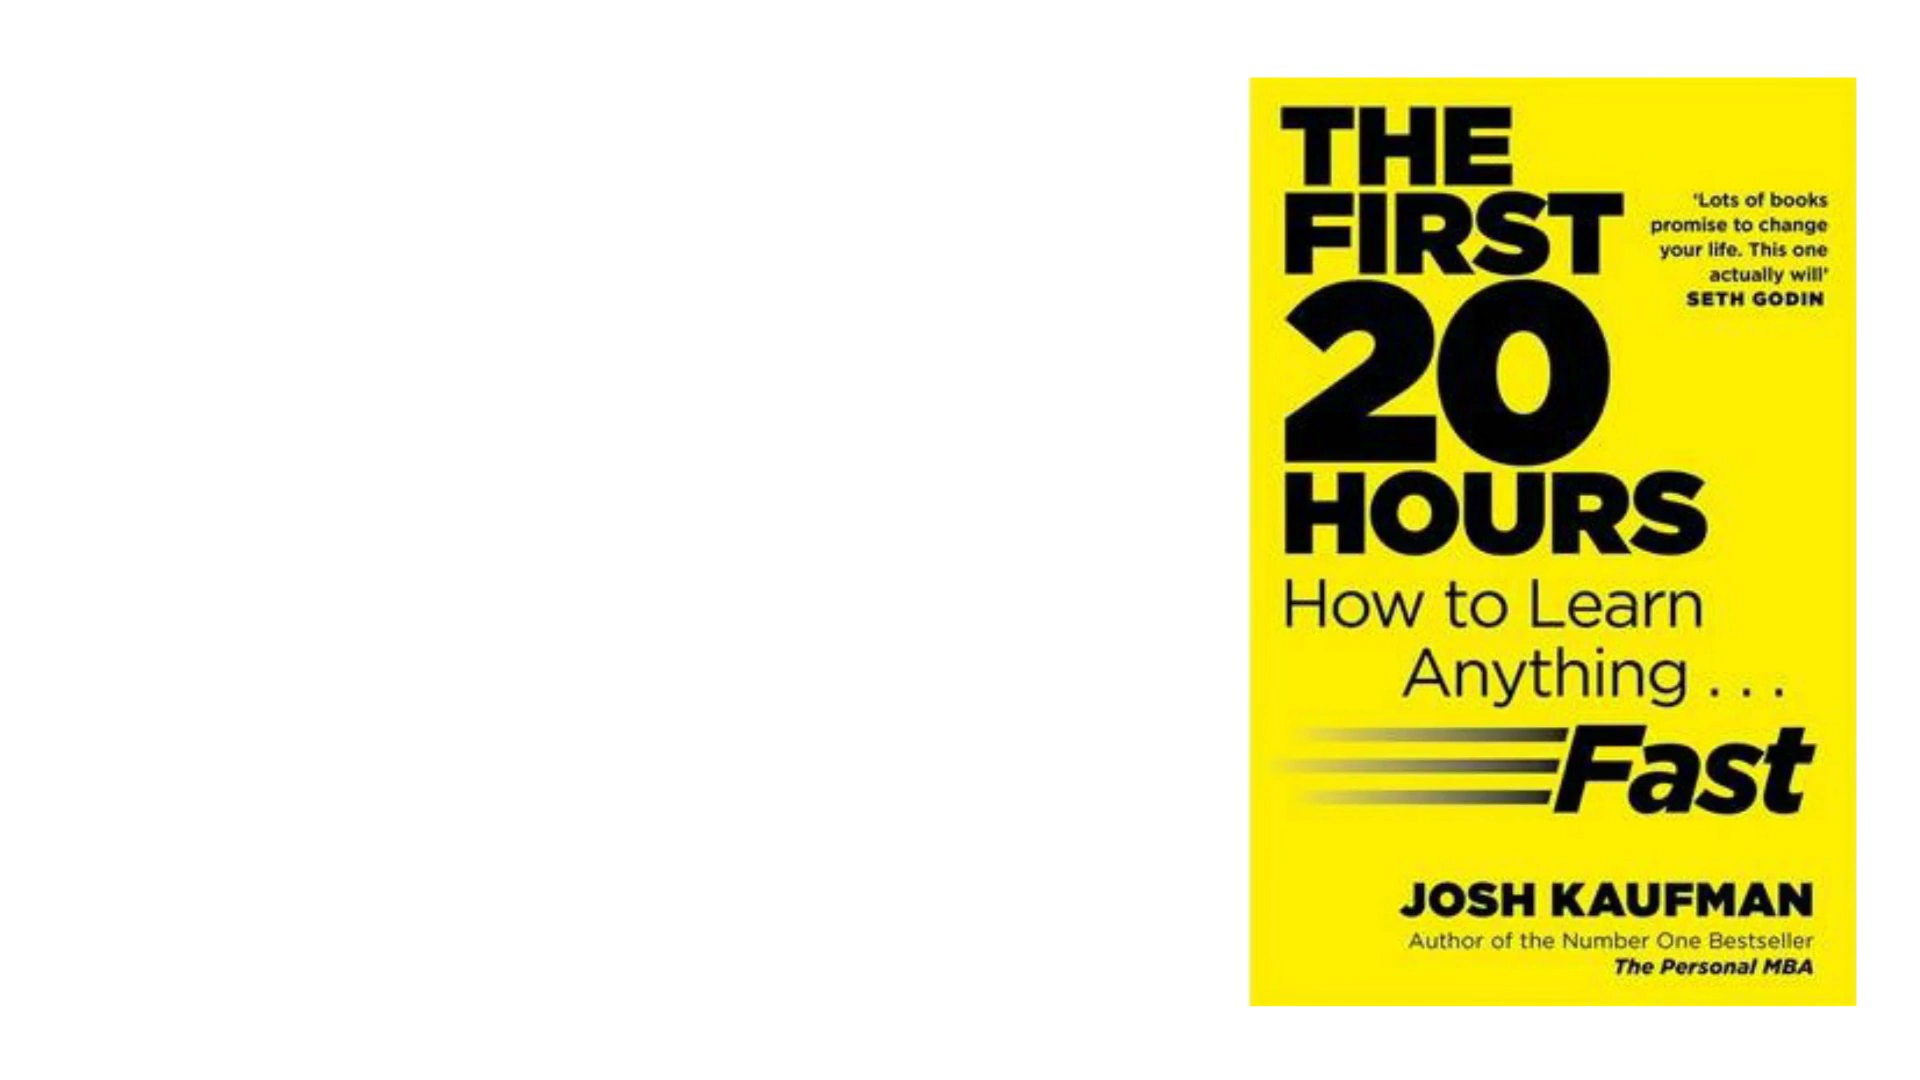 THE
FIRST
20
HOURS
'Lots of books
promise to change
your life. This one
actually will'
SETH GODIN
How to Learn
Anything . . .
Fast
JOSH KAUFMAN
Author of the Number One Bestseller
The Personal MBA